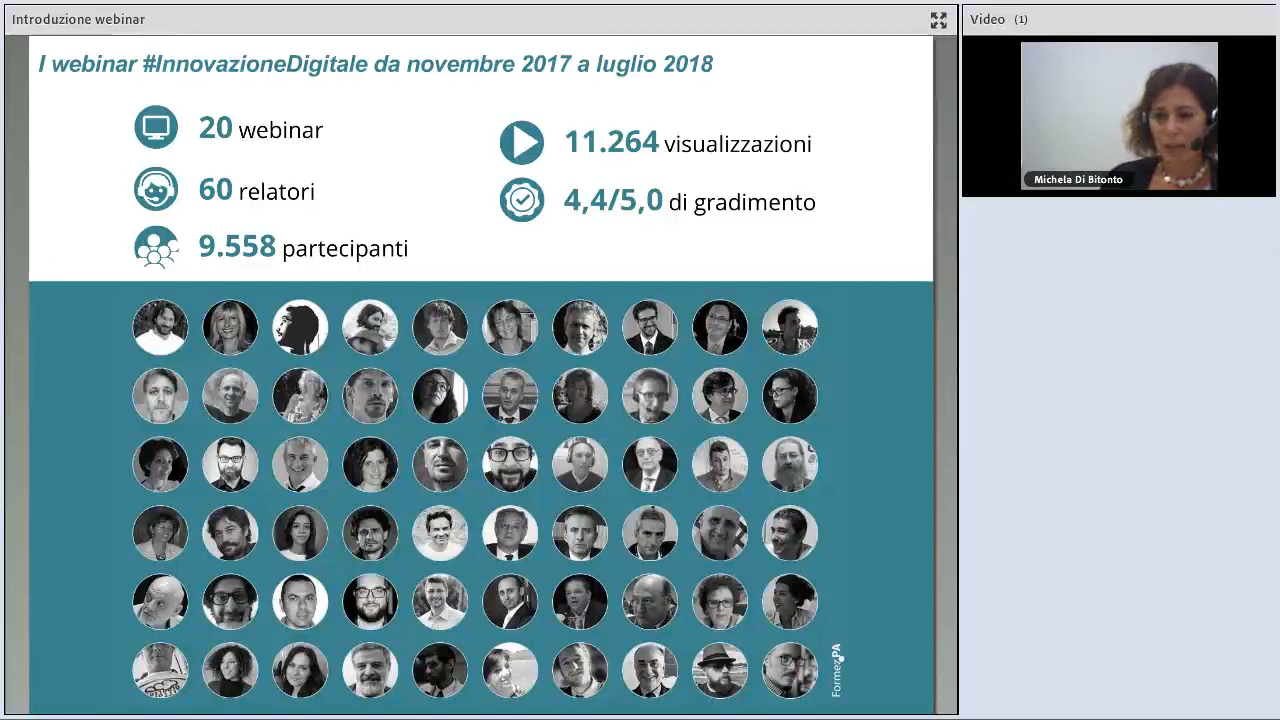 Introduzione webinar
Video (1)
I webinar #InnovazioneDigitale da novembre 2017 a luglio 2018
20 webinar
60 relatori
9.558 partecipanti
11.264 visualizzazioni
4,4/5,0 di gradimento
Michela Di Bitonto
FormezPA